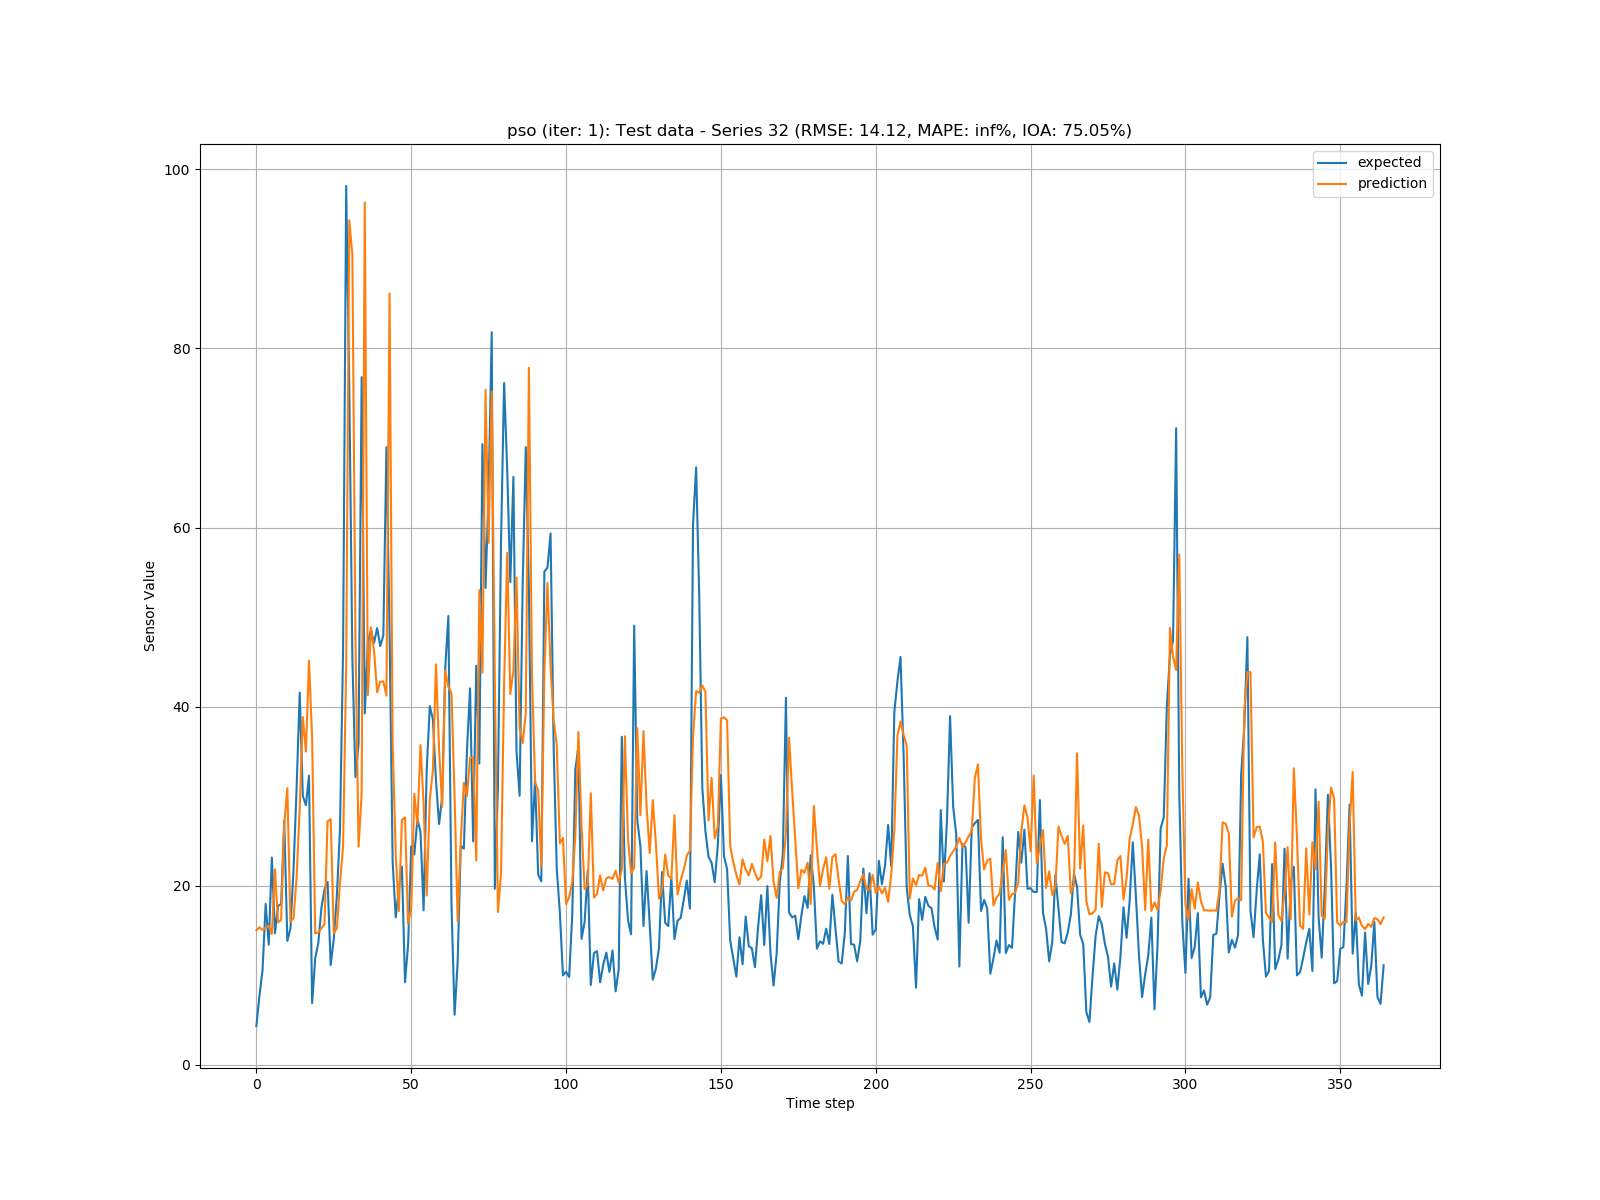 pso (iter: 1): Test data - Series 32 (RMSE: 14.12, MAPE: inf%, IOA: 75.05%)
expected
prediction
100
80
60
40
20
0
Sensor Value
0 50 100 150 200 250 300 350
Time step